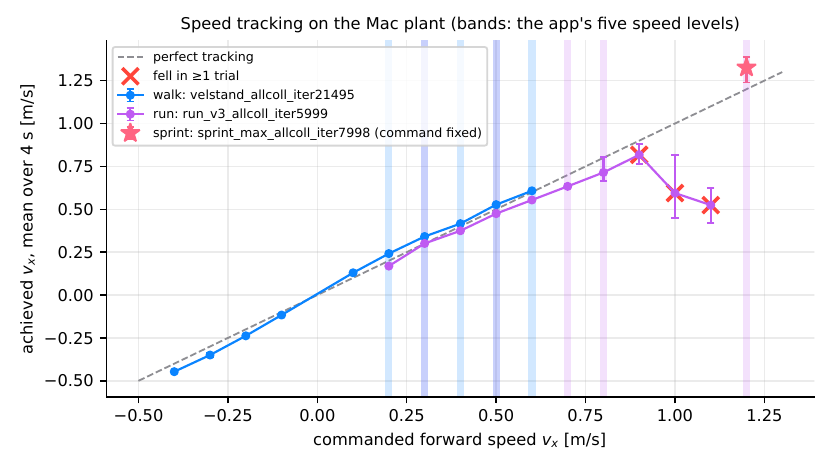 Speed tracking on the Mac plant (bands: the app's five speed levels)
perfect tracking
fell in ≥1 trial
walk: velstand_allcoll_iter21495
run: run_v3_allcoll_iter5999
sprint: sprint_max_allcoll_iter7998 (command fixed)
achieved vx, mean over 4 s [m/s]
1.25
1.00
0.75
0.50
0.25
0.00
−0.25
−0.50
−0.50 −0.25 0.00 0.25 0.50 0.75 1.00 1.25
commanded forward speed vx [m/s]